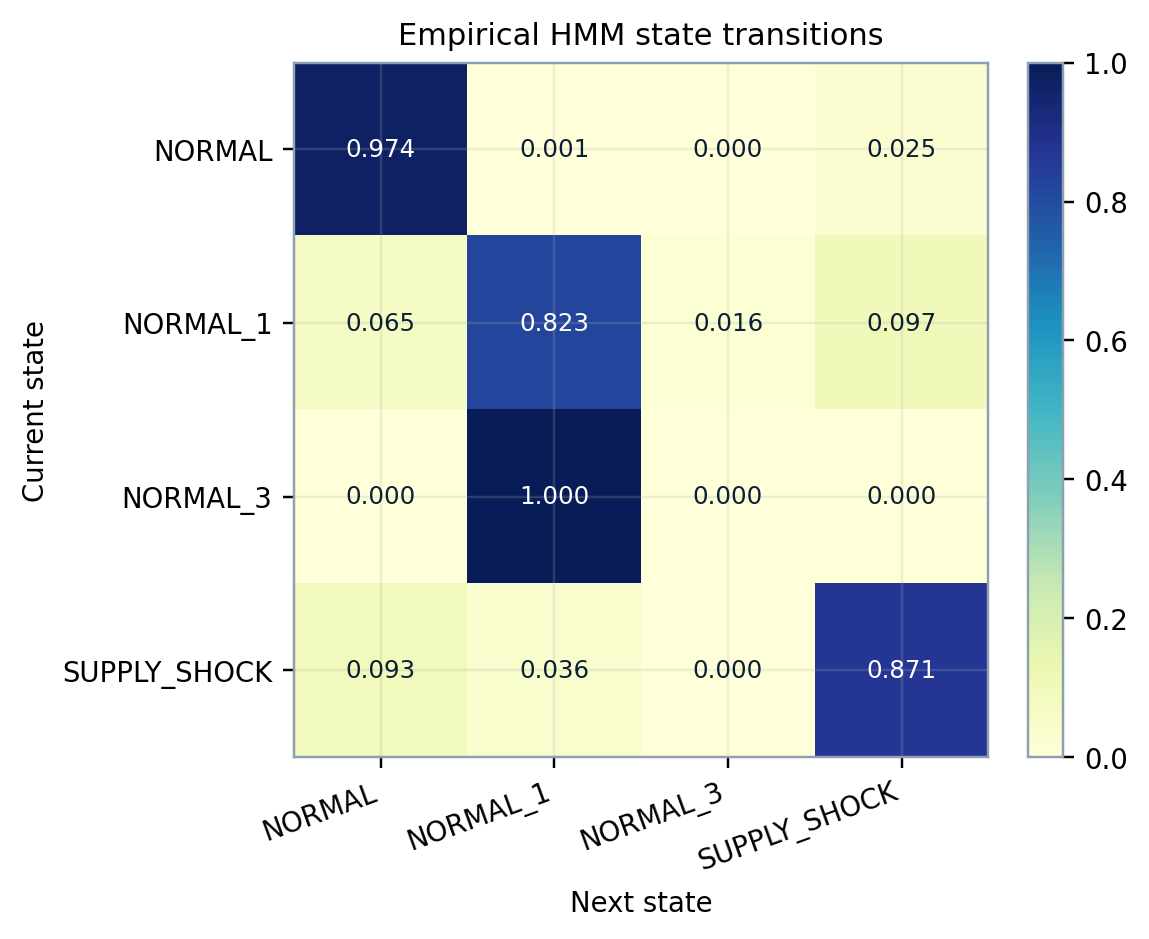 Empirical HMM state transitions
1.0
NORMAL 0.974 0.001 0.000 0.025
0.8
NORMAL_1 0.065 0.823 0.016 0.097
0.6
Current state
0.4
NORMAL_3 0.000 1.000 0.000 0.000
0.2
SUPPLY_SHOCK 0.093 0.036 0.000 0.871
0.0
NORMAL NORMAL_1 NORMAL_3 SUPPLY_SHOCK
Next state